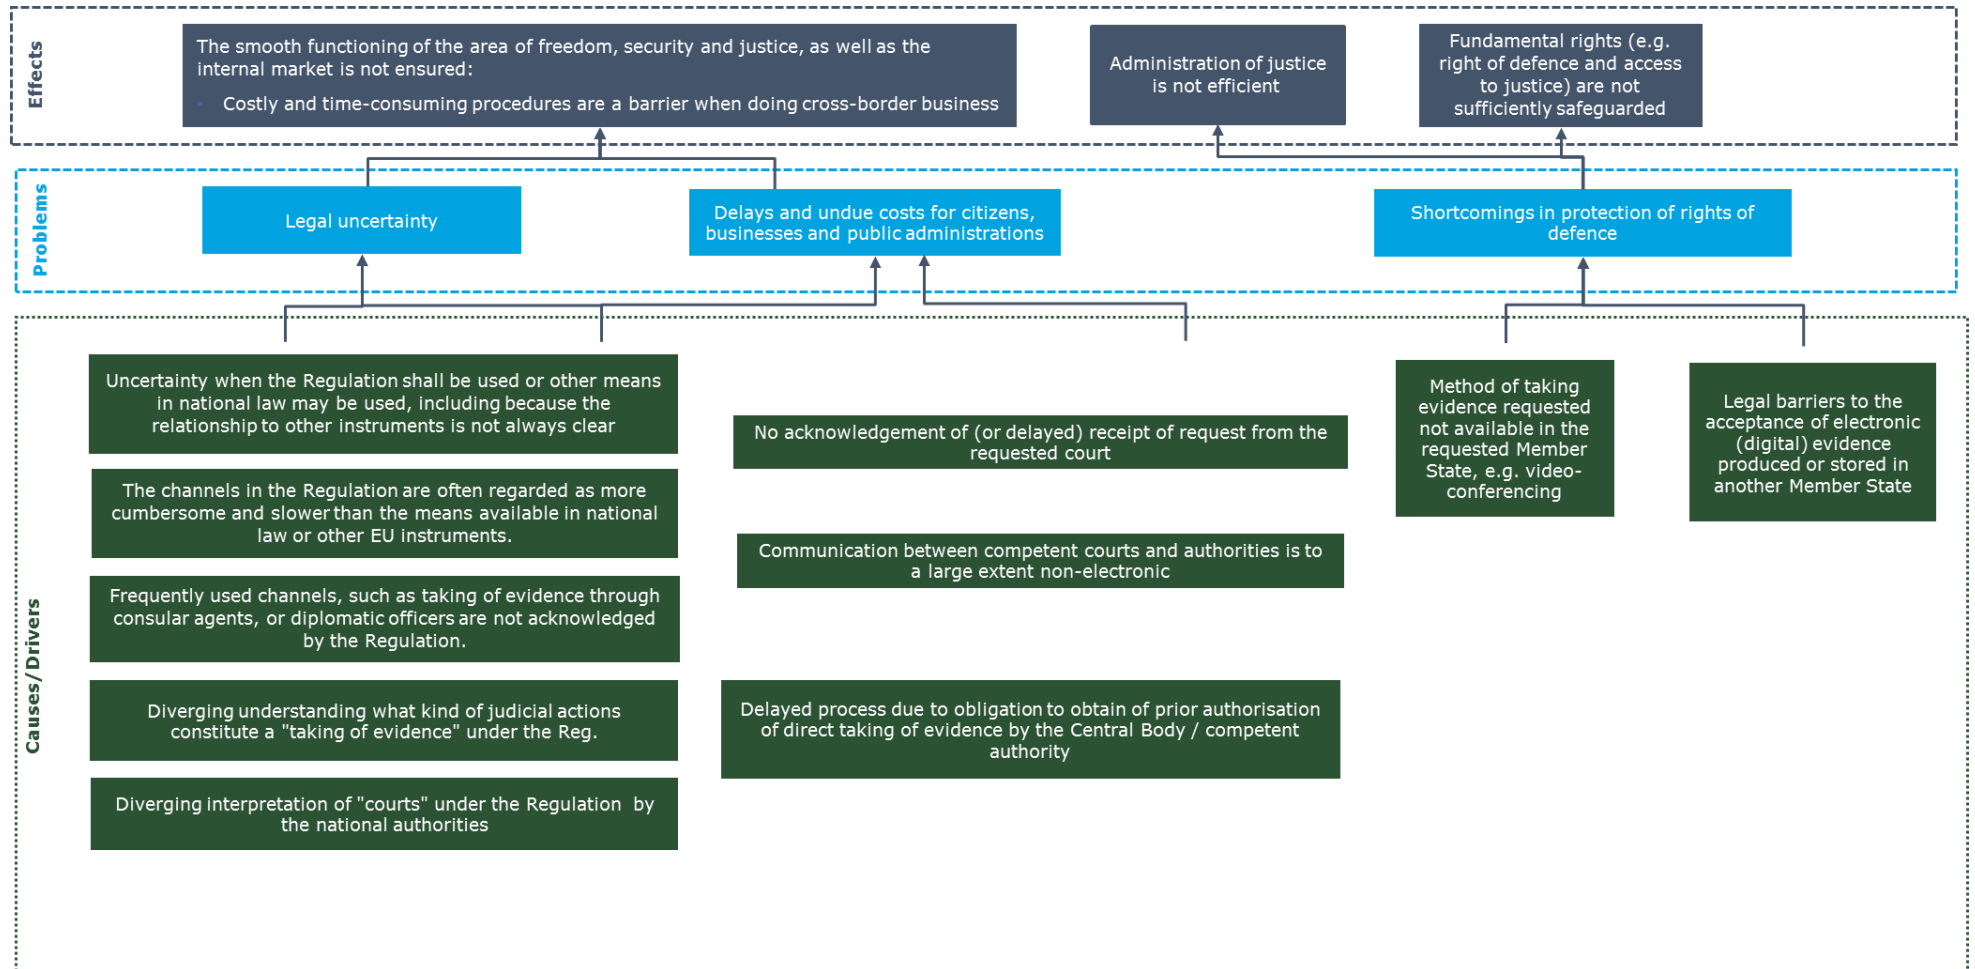 Effects
The smooth functioning of the area of freedom, security and justice, as well as the
internal market is not ensured:
• Costly and time-consuming procedures are a barrier when doing cross-border business
Administration of justice
is not efficient
Fundamental rights (e.g.
right of defence and access
to justice) are not
sufficiently safeguarded
Problems
Legal uncertainty
Delays and undue costs for citizens,
businesses and public administrations
Shortcomings in protection of rights of
defence
Causes/Drivers
Uncertainty when the Regulation shall be used or other means
in national law may be used, including because the
relationship to other instruments is not always clear
The channels in the Regulation are often regarded as more
cumbersome and slower than the means available in national
law or other EU instruments.
Frequently used channels, such as taking of evidence through
consular agents, or diplomatic officers are not acknowledged
by the Regulation.
Diverging understanding what kind of judicial actions
constitute a "taking of evidence" under the Reg.
Diverging interpretation of "courts" under the Regulation by
the national authorities
No acknowledgement of (or delayed) receipt of request from the
requested court
Communication between competent courts and authorities is to
a large extent non-electronic
Delayed process due to obligation to obtain of prior authorisation
of direct taking of evidence by the Central Body / competent
authority
Method of taking
evidence requested
not available in the
requested Member
State, e.g. video-
conferencing
Legal barriers to the
acceptance of electronic
(digital) evidence
produced or stored in
another Member State